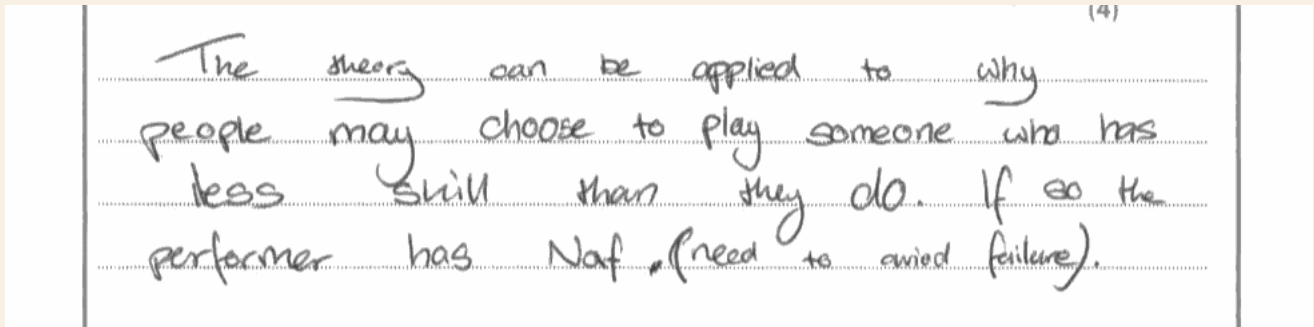 (4)
The theory can be applied to why
people may choose to play someone who has
less skill than they do. If so the
performer has Naf. (need to aviod failure).